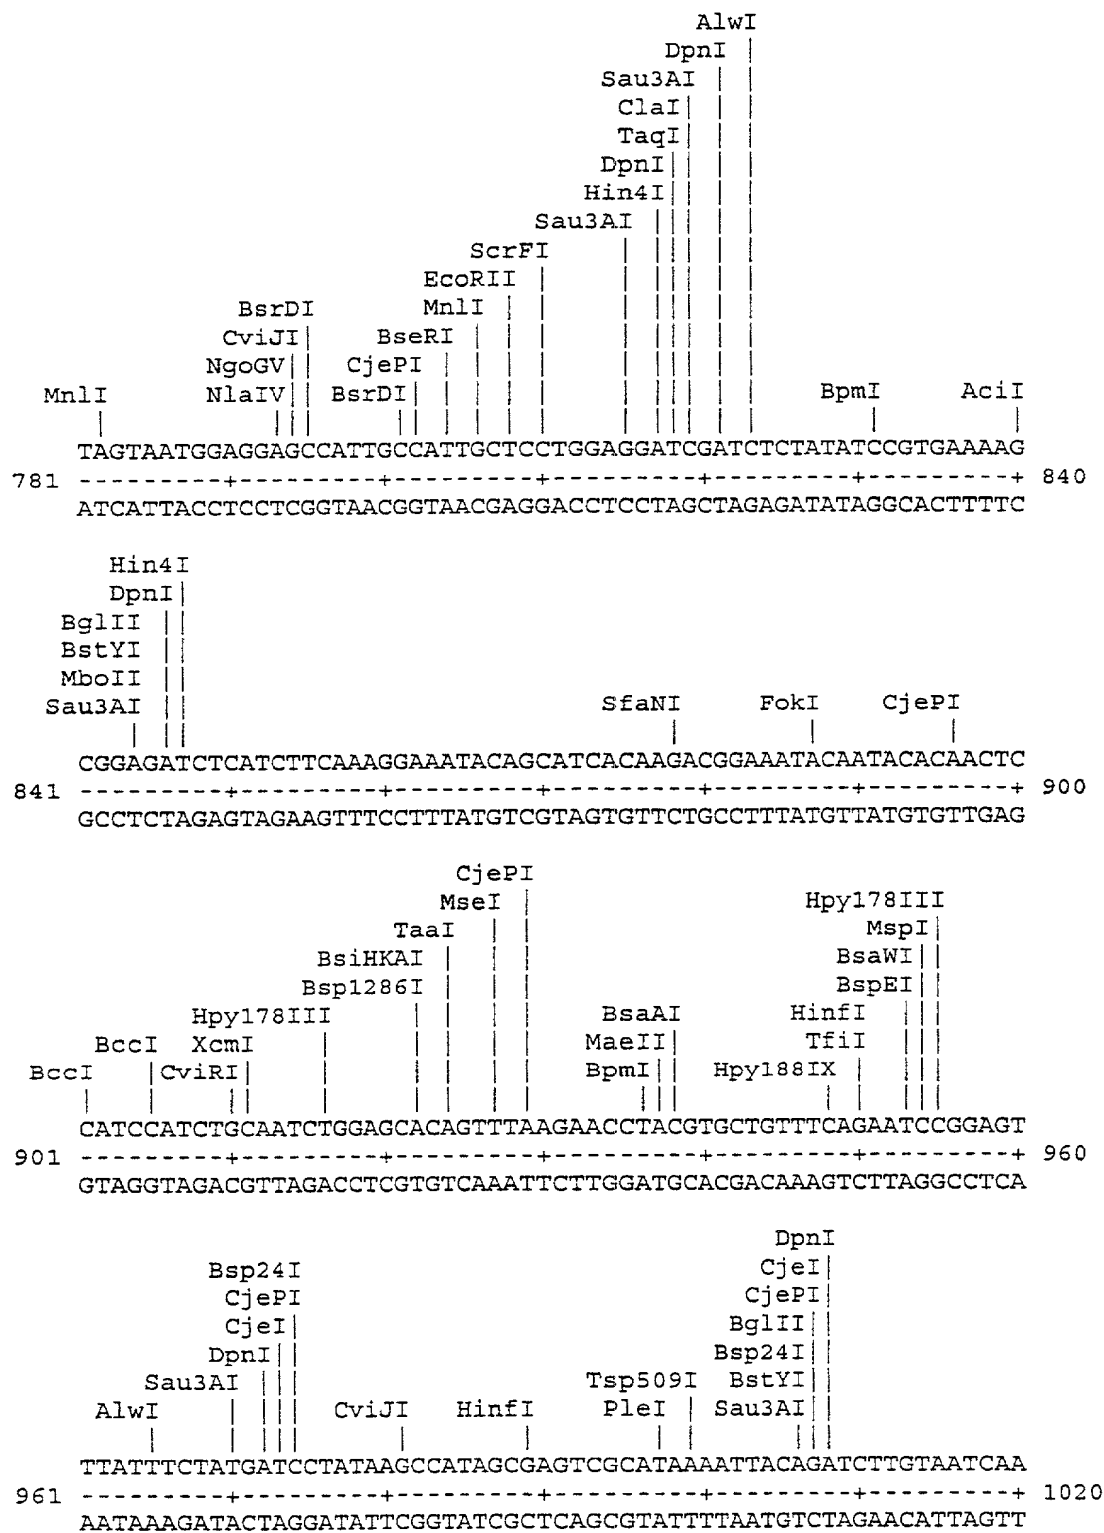 AlwI
DpnI
Sau3AI
ClaI
TaqI
DpnI
Hin4I
Sau3AI
ScrFI
EcoRII
BsrDI MnlI
CviJI BseRI
NgoGV CjePI
MnlI NlaIV BsrDI BpmI AciI
TAGTAATGGAGGAGCCATTGCCATTGCTCCTGGAGGATCGATCTCTATATCCGTGAAAAG
781 ---------+---------+---------+---------+---------+---------+ 840
ATCATTACCTCCTCGGTAACGGTAACGAGGACCTCCTAGCTAGAGATATAGGCACTTTTC
Hin4I
DpnI
BglII
BstYI
MboII
Sau3AI SfaNI FokI CjePI
CGGAGATCTCATCTTCAAAGGAAATACAGCATCACAAGACGGAAATACAATACACAACTC
841 ---------+---------+---------+---------+---------+---------+ 900
GCCTCTAGAGTAGAAGTTTCCTTTATGTCGTAGTGTTCTGCCTTTATGTTATGTGTTGAG
CjePI
MseI Hpy178III
TaaI MspI
BsiHKAI BsaWI
Bsp1286I BspEI
Hpy178III BsaAI HinfI
BccI XcmI MaeII TfiI
BccI CviRI BpmI Hpy188IX
CATCCATCTGCAATCTGGAGCACAGTTTAAGAACCTACGTGCTGTTTCAGAATCCGGAGT
901 ---------+---------+---------+---------+---------+---------+ 960
GTAGGTAGACGTTAGACCTCGTGTCAAATTCTTGGATGCACGACAAAGTCTTAGGCCTCA
DpnI
Bsp24I CjeI
CjePI CjePI
CjeI BglII
DpnI Bsp24I
Sau3AI Tsp509I BstYI
AlwI CviJI HinfI PleI Sau3AI
TTATTTCTATGATCCTATAAGCCATAGCGAGTCGCATAAAATTACAGATCTTGTAATCAA
961 ---------+---------+---------+---------+---------+---------+ 1020
AATAAAGATACTAGGATATTCGGTATCGCTCAGCGTATTTTAATGTCTAGAACATTAGTT